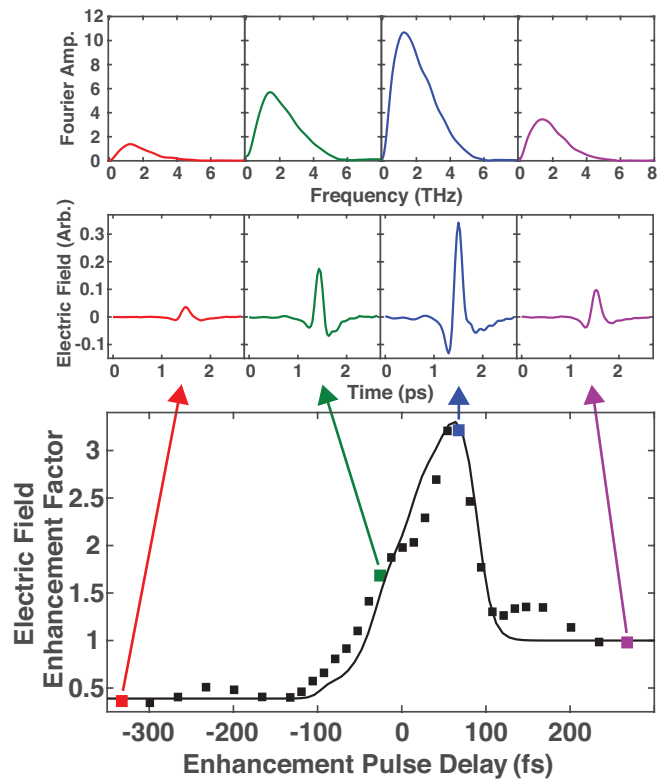 12
10
8
6
4
2
0
Fourier Amp.
0 2 4 6 0 2 4 6 0 2 4 6 0 2 4 6 8
Frequency (THz)
0.3
0.2
0.1
0
-0.1
Electric Field (Arb.)
0 1 2 0 1 2 0 1 2 0 1 2
Time (ps)
3
2.5
2
1.5
1
0.5
Electric Field
Enhancement Factor
-300 -200 -100 0 100 200
Enhancement Pulse Delay (fs)